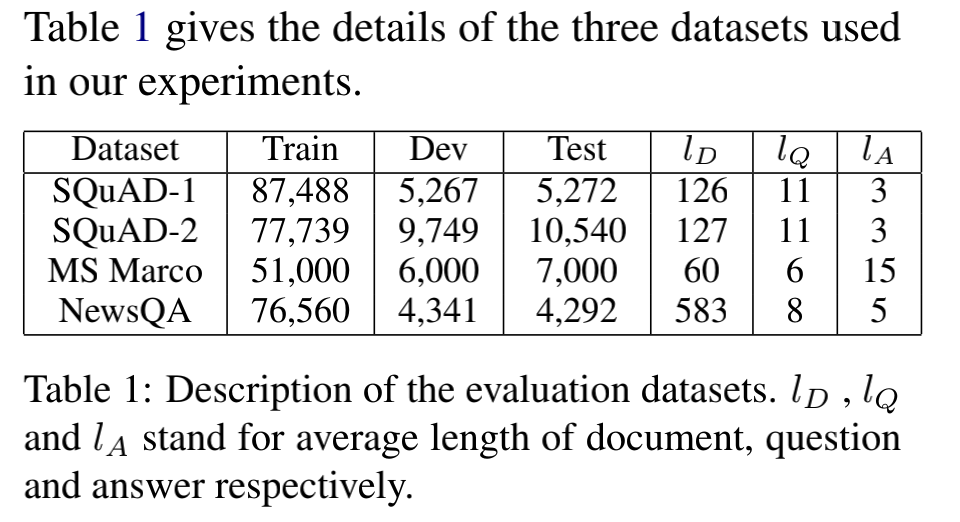 Table 1 gives the details of the three datasets used
in our experiments.
Dataset Train Dev Test l_D l_Q l_A
SQuAD-1 87,488 5,267 5,272 126 11 3
SQuAD-2 77,739 9,749 10,540 127 11 3
MS Marco 51,000 6,000 7,000 60 6 15
NewsQA 76,560 4,341 4,292 583 8 5
Table 1: Description of the evaluation datasets. l_D , l_Q
and l_A stand for average length of document, question
and answer respectively.